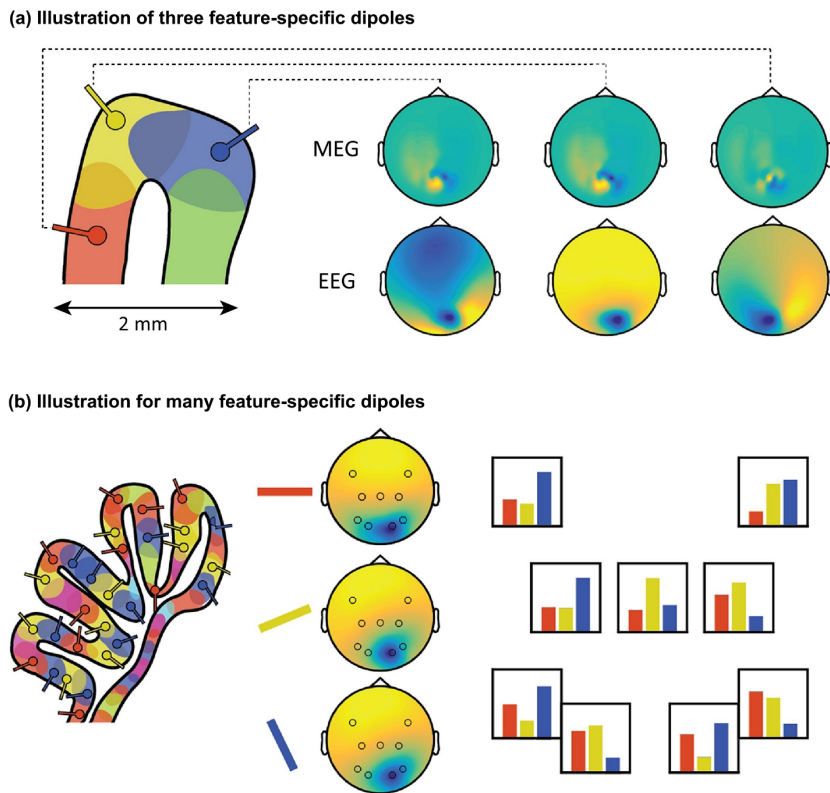 (a) Illustration of three feature-specific dipoles
MEG
EEG
2 mm
(b) Illustration for many feature-specific dipoles